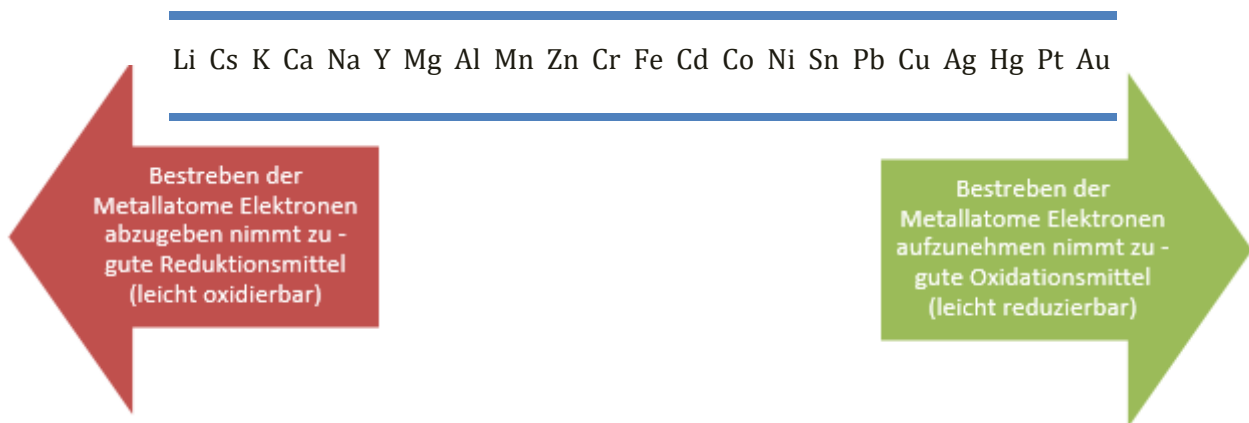 Li Cs K Ca Na Y Mg Al Mn Zn Cr Fe Cd Co Ni Sn Pb Cu Ag Hg Pt Au
Bestreben der
Metallatome Elektronen
abzugeben nimmt zu -
gute Reduktionsmittel
(leicht oxidierbar)
Bestreben der
Metallatome Elektronen
aufzunehmen nimmt zu -
gute Oxidationsmittel
(leicht reduzierbar)